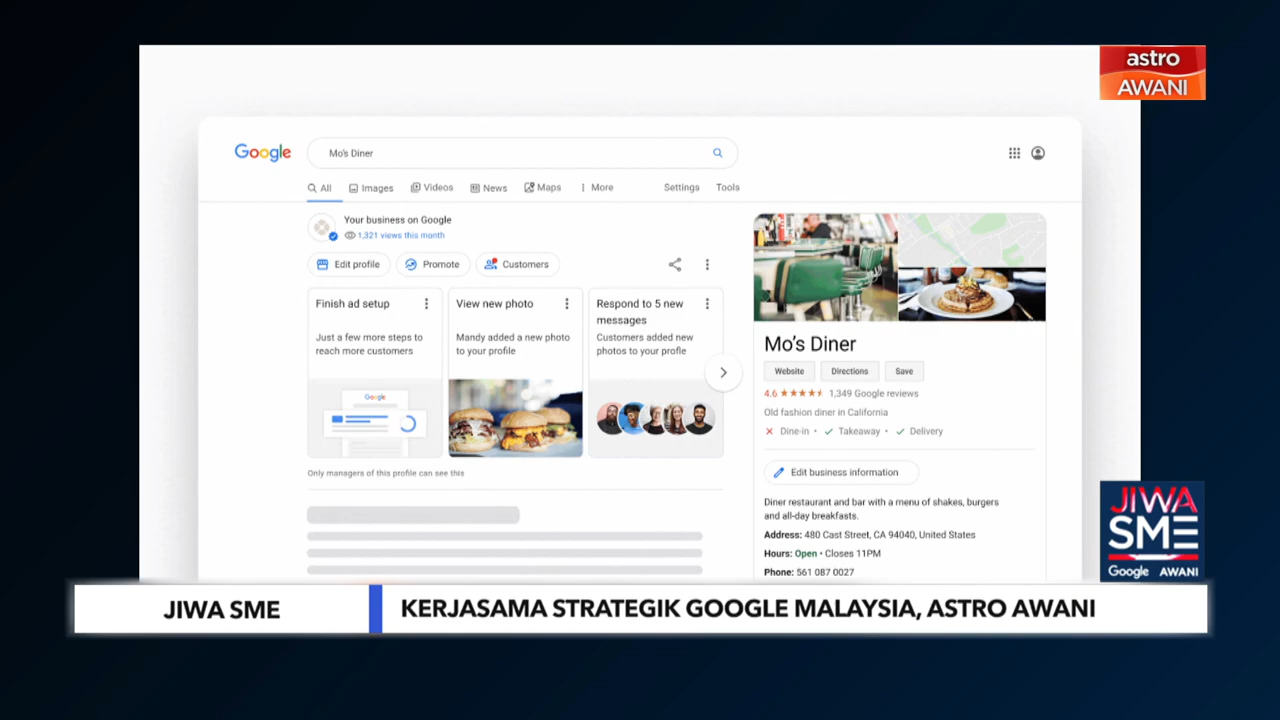 astro
AWANI
Google
Mo's Diner
All Images Videos News Maps More Settings Tools
Your business on Google
1,321 views this month
Edit profile Promote Customers
Finish ad setup
Just a few more steps to
reach more customers
Google
View new photo
Mandy added a new photo
to your profile
Respond to 5 new
messages
Customers added new
photos to your profle
Only managers of this profile can see this
Mo's Diner
Website Directions Save
4.6 1,349 Google reviews
Old fashion diner in California
Dine-in • Takeaway • Delivery
Edit business information
Diner restaurant and bar with a menu of shakes, burgers
and all-day breakfasts.
Address: 480 Cast Street, CA 94040, United States
Hours: Open • Closes 11PM
Phone: 561 087 0027
JIWA
SME
Google AWANI
JIWA SME
KERJASAMA STRATEGIK GOOGLE MALAYSIA, ASTRO AWANI